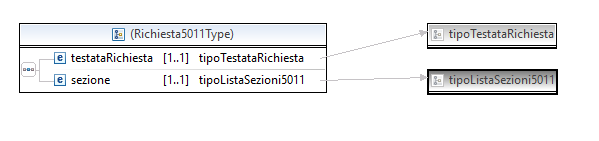 (Richiesta5011Type)
testataRichiesta [1..1] tipoTestataRichiesta
sezione [1..1] tipoListaSezioni5011
tipoTestataRichiesta
tipoListaSezioni5011